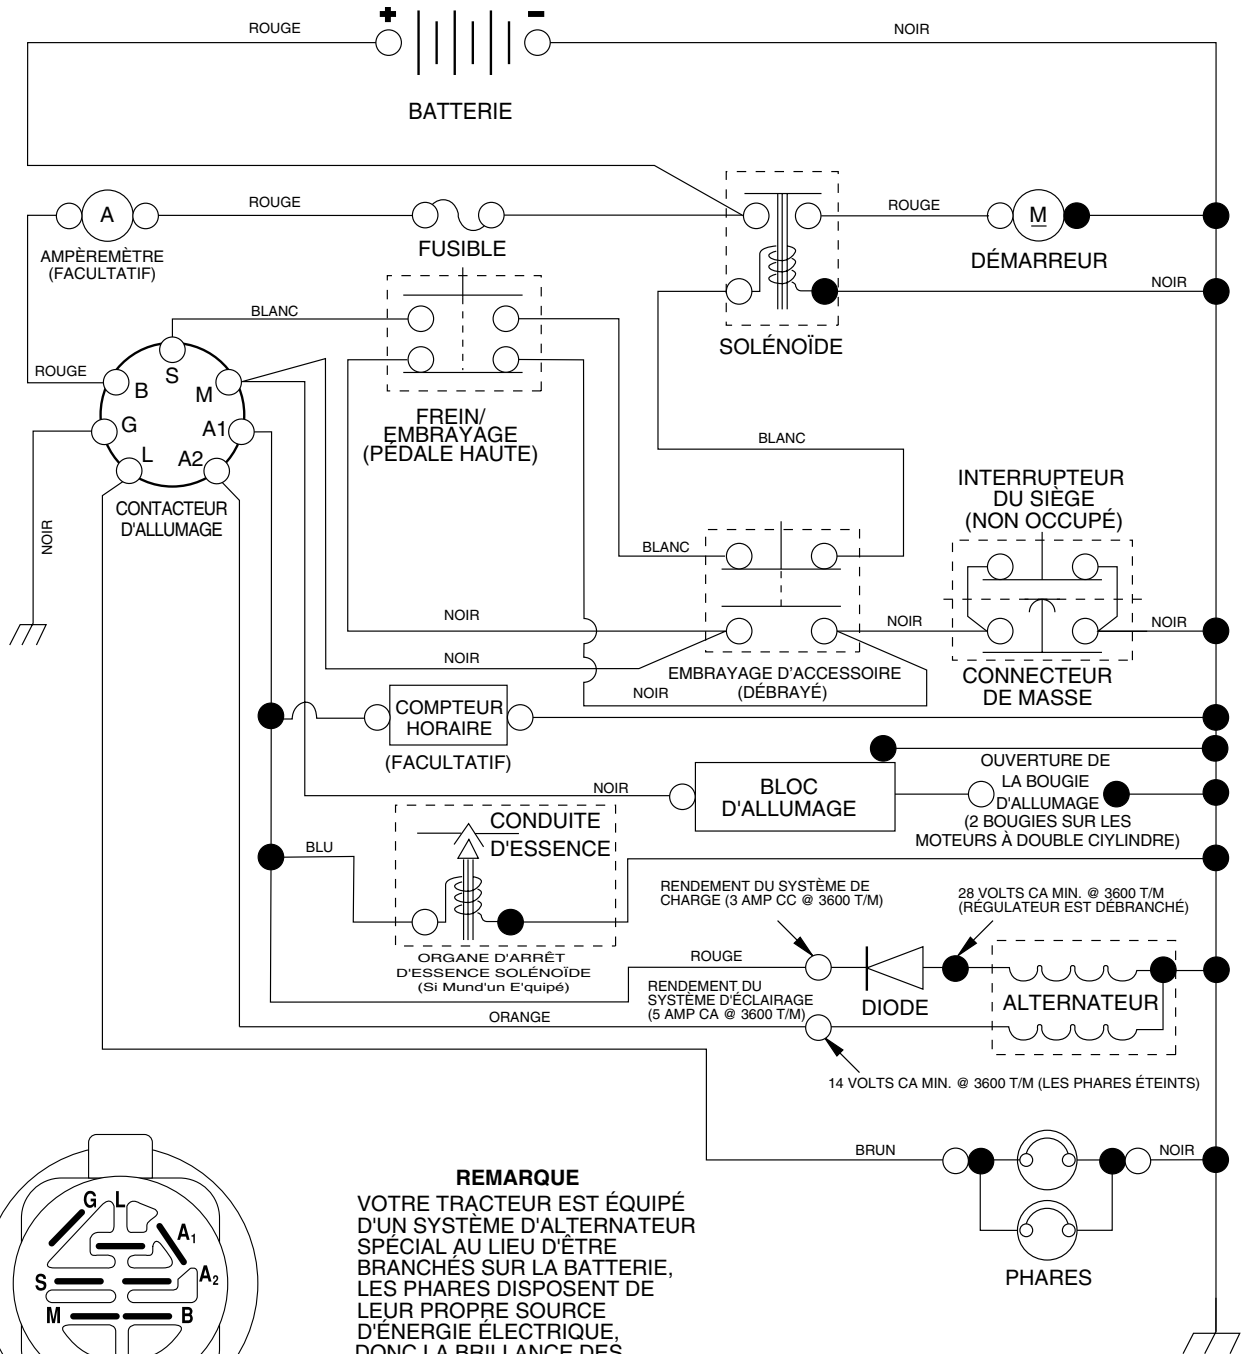 + -
ROUGE
NOIR
BATTERIE
A
ROUGE
ROUGE
M
AMPÈREMÈTRE
(FACULTATIF)
FUSIBLE
DÉMARREUR
NOIR
BLANC
SOLÉNOÏDE
ROUGE
S
B
M
G
A1
L
A2
FREIN/
EMBRAYAGE
(PÉDALE HAUTE)
BLANC
INTERRUPTEUR
DU SIÈGE
(NON OCCUPÉ)
CONTACTEUR
D'ALLUMAGE
NOIR
BLANC
NOIR
NOIR
NOIR
NOIR
EMBRAYAGE D'ACCESSOIRE
(DÉBRAYÉ)
NOIR
CONNECTEUR
DE MASSE
COMPTEUR
HORAIRE
(FACULTATIF)
NOIR
BLOC
D'ALLUMAGE
OUVERTURE DE
LA BOUGIE
D'ALLUMAGE
(2 BOUGIES SUR LES
MOTEURS À DOUBLE CIYLINDRE)
CONDUITE
D'ESSENCE
BLU
RENDEMENT DU SYSTÈME DE
CHARGE (3 AMP CC @ 3600 T/M)
28 VOLTS CA MIN. @ 3600 T/M
(RÉGULATEUR EST DÉBRANCHÉ)
ORGANE D'ARRÊT
D'ESSENCE SOLÉNOÏDE
(Si Mund'un E'quipé)
ROUGE
RENDEMENT DU
SYSTÈME D'ÉCLAIRAGE
(5 AMP CA @ 3600 T/M)
DIODE
ALTERNATEUR
ORANGE
14 VOLTS CA MIN. @ 3600 T/M (LES PHARES ÉTEINTS)
BRUN
NOIR
PHARES
G L
A1
S
A2
M
B
REMARQUE
VOTRE TRACTEUR EST ÉQUIPÉ
D'UN SYSTÈME D'ALTERNATEUR
SPÉCIAL AU LIEU D'ÊTRE
BRANCHÉS SUR LA BATTERIE,
LES PHARES DISPOSENT DE
LEUR PROPRE SOURCE
D'ÉNERGIE ÉLECTRIQUE,
DONC LA BRILLANCE DES